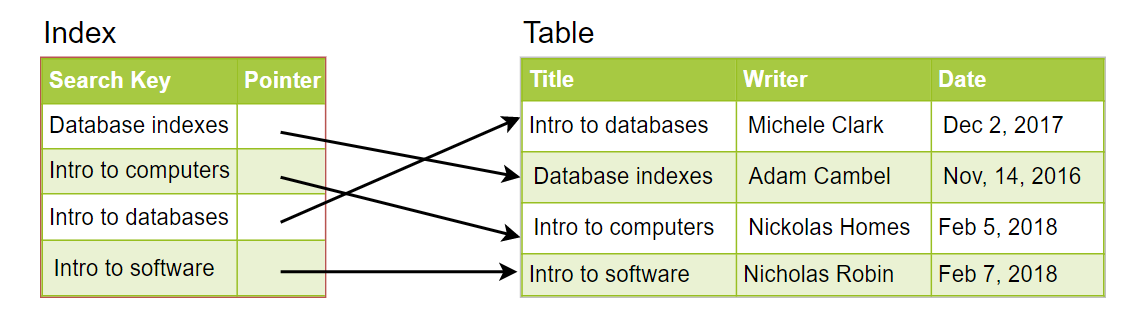 Index
Search Key Pointer
Database indexes
Intro to computers
Intro to databases
Intro to software
Table
Title Writer Date
Intro to databases Michele Clark Dec 2, 2017
Database indexes Adam Cambel Nov, 14, 2016
Intro to computers Nickolas Homes Feb 5, 2018
Intro to software Nicholas Robin Feb 7, 2018